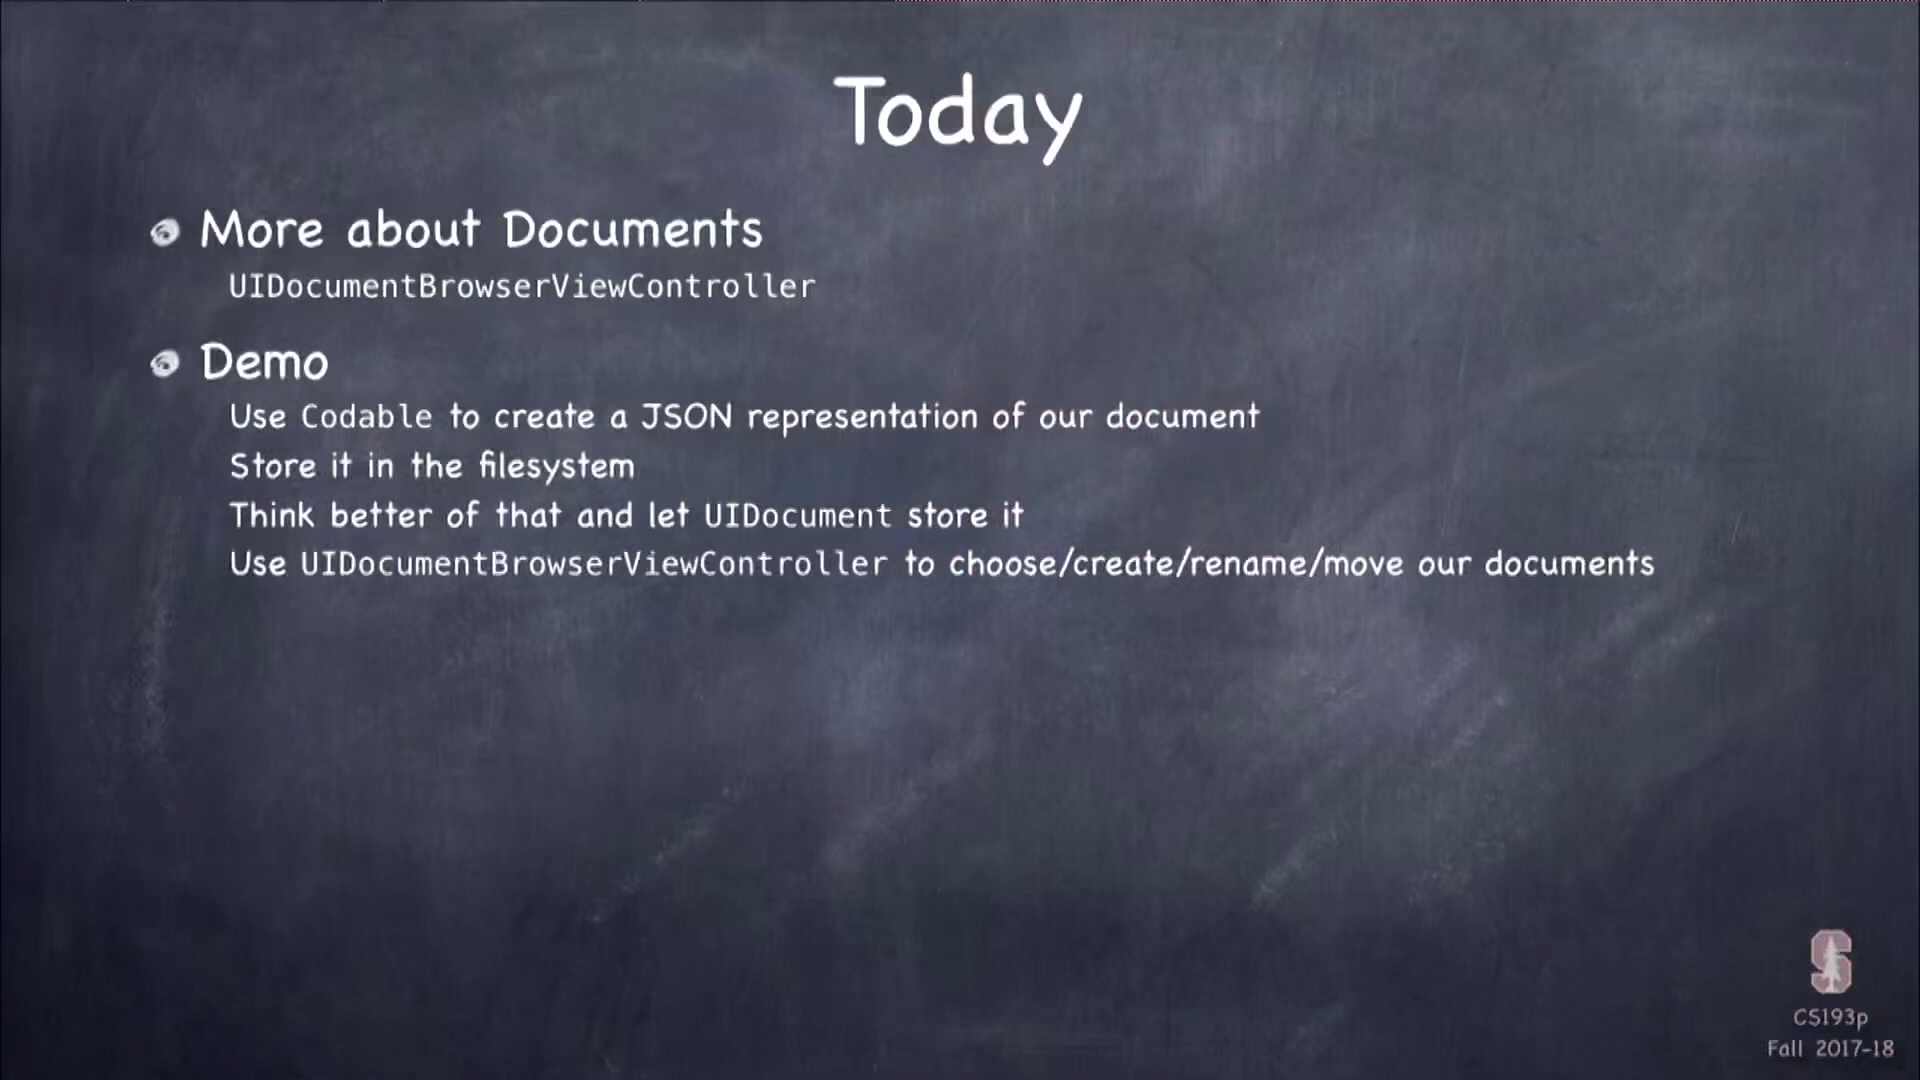 Today
More about Documents
UIDocumentBrowserViewController
Demo
Use Codable to create a JSON representation of our document
Store it in the filesystem
Think better of that and let UIDocument store it
Use UIDocumentBrowserViewController to choose/create/rename/move our documents
S
CS193p
Fall 2017-18